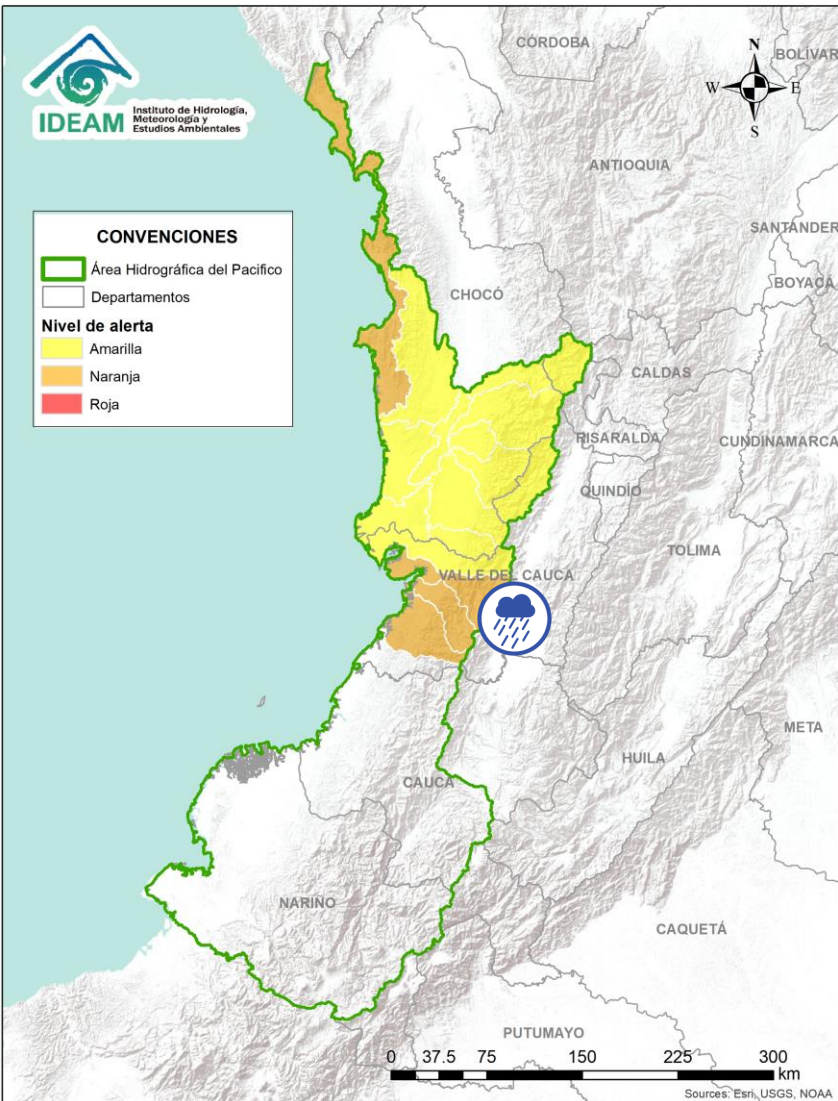 IDEAM
Instituto de Hidrología,
Meteorología y
Estudios Ambientales
N
W
E
S
CÓRDOBA
BOLÍVAR
ANTIOQUIA
SANTANDER
BOYACÁ
CHOCÓ
CALDAS
RISARALDA
CUNDINAMARCA
QUINDÍO
TOLIMA
VALLE DEL CAUCA
META
HUILA
CAUCA
NARIÑO
CAQUETÁ
PUTUMAYO
CONVENCIONES
Área Hidrográfica del Pacifico
Departamentos
Nivel de alerta
Amarilla
Naranja
Roja
0 37.5 75 150 225 300
km
Sources: Esri, USGS, NOAA